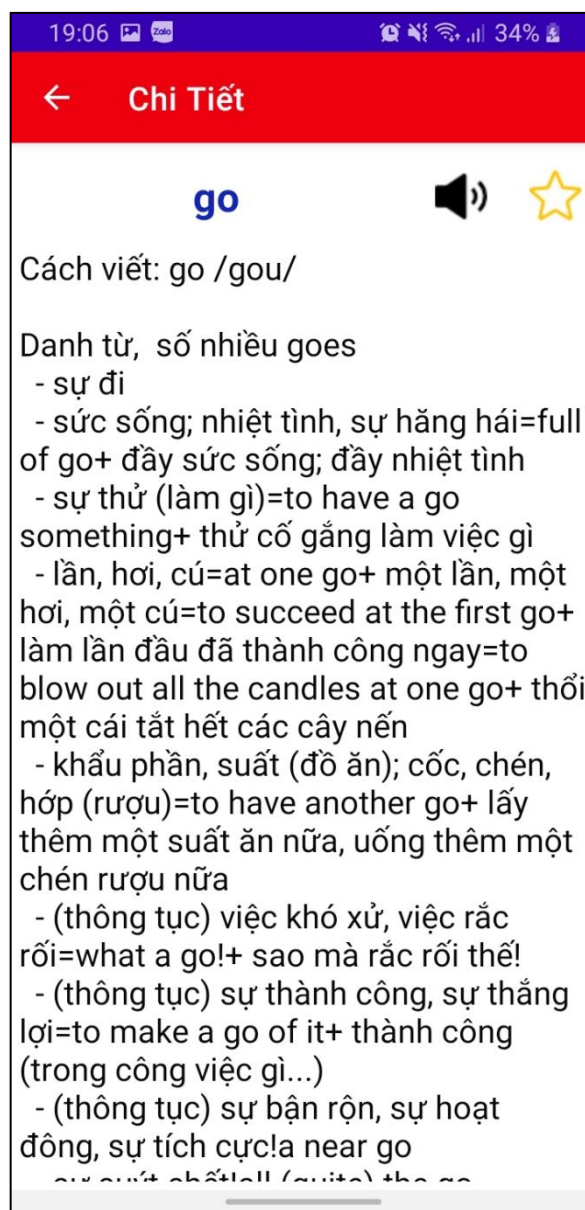 19:06 Zalo 34%
Chi Tiết
go
Cách viết: go /gou/
Danh từ,  số nhiều goes
- sự đi
- sức sống; nhiệt tình, sự hăng hái=full
of go+ đầy sức sống; đầy nhiệt tình
- sự thử (làm gì)=to have a go
something+ thử cố gắng làm việc gì
- lần, hơi, cú=at one go+ một lần, một
hơi, một cú=to succeed at the first go+
làm lần đầu đã thành công ngay=to
blow out all the candles at one go+ thổi
một cái tắt hết các cây nến
- khẩu phần, suất (đồ ăn); cốc, chén,
hớp (rượu)=to have another go+ lấy
thêm một suất ăn nữa, uống thêm một
chén rượu nữa
- (thông tục) việc khó xử, việc rắc
rối=what a go!+ sao mà rắc rối thế!
- (thông tục) sự thành công, sự thắng
lợi=to make a go of it+ thành công
(trong công việc gì...)
- (thông tục) sự bận rộn, sự hoạt
đông, sự tích cực!a near go